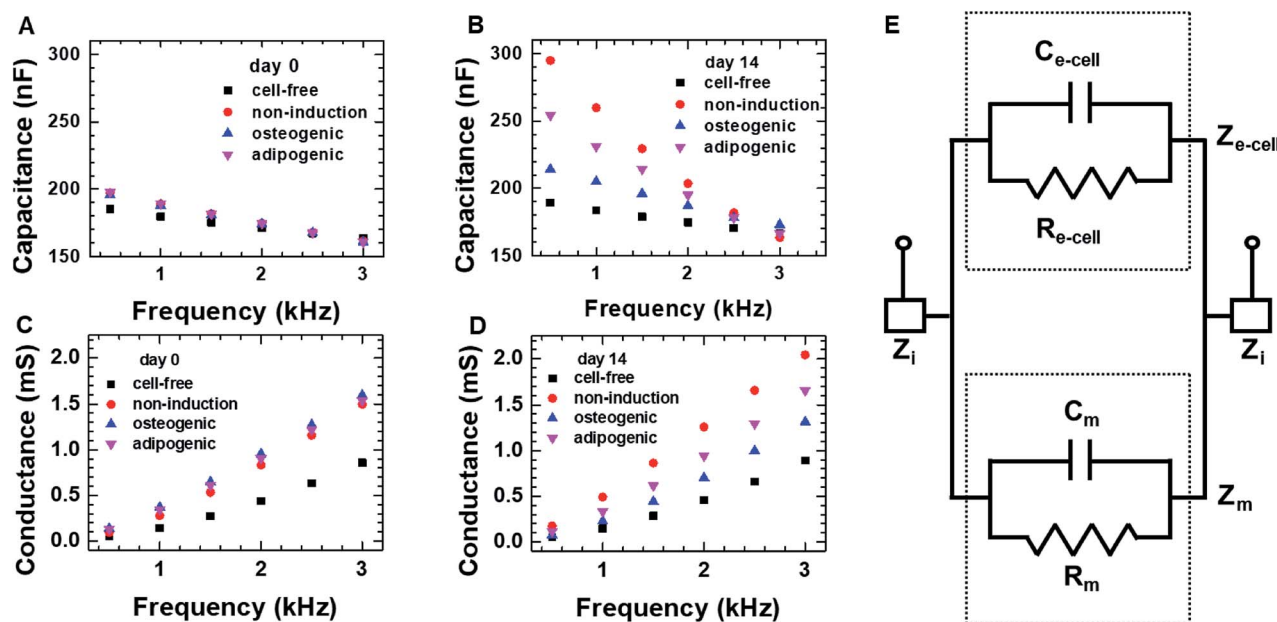 A
Capacitance (nF)
300
250
200
150
day 0
cell-free
non-induction
osteogenic
adipogenic
1
2
3
Frequency (kHz)
B
Capacitance (nF)
300
250
200
150
day 14
cell-free
non-induction
osteogenic
adipogenic
1
2
3
Frequency (kHz)
C
Conductance (mS)
2.0
1.5
1.0
0.5
0.0
day 0
cell-free
non-induction
osteogenic
adipogenic
1
2
3
Frequency (kHz)
D
Conductance (mS)
2.0
1.5
1.0
0.5
0.0
day 14
cell-free
non-induction
osteogenic
adipogenic
1
2
3
Frequency (kHz)
E
Ce-cell
Ze-cell
Re-cell
Zi
Zi
Cm
Zm
Rm